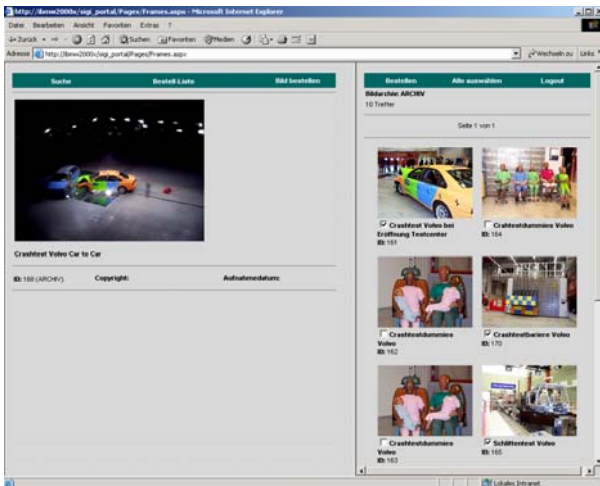 http://ibmw2000x/sigi_portal/Pages/Frames.aspx - Microsoft Internet Explorer
Datei Bearbeiten Ansicht Favoriten Extras ?
Zurück Suchen Favoriten Medien
Adresse http://ibmw2000x/sigi_portal/Pages/Frames.aspx Wechseln zu Links
Suche Bestell-Liste Bild bestellen
Crashtest Volvo Car to Car
ID: 168 (ARCHIV) Copyright: Aufnahmedatum:
Bestellen Alle auswählen Logout
Bildarchiv: ARCHIV
10 Treffer
Seite 1 von 1
Crashtest Volvo bei Eröffnung Testcenter
ID: 161
Crahtestdummies Volvo
ID: 164
Crashtestdummies Volvo
ID: 162
Crashtestbariere Volvo
ID: 170
Crashtestdummies Volvo
ID: 163
Schlittentest Volvo
ID: 165
Lokales Intranet